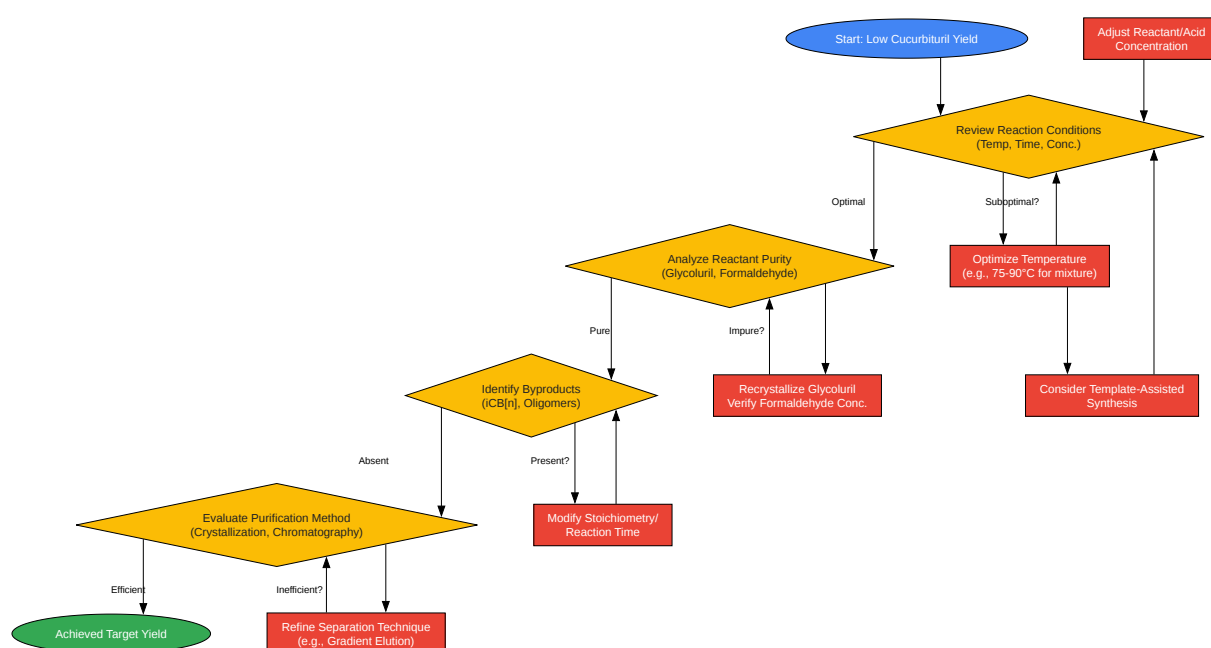 Start: Low Cucurbituril Yield
Adjust Reactant/Acid
Concentration
Review Reaction Conditions
(Temp, Time, Conc.)
Optimal
Suboptimal?
Analyze Reactant Purity
(Glycoluril, Formaldehyde)
Optimize Temperature
(e.g., 75-90°C for mixture)
Pure
Impure?
Identify Byproducts
(iCB[n], Oligomers)
Recrystallize Glycoluril
Verify Formaldehyde Conc.
Consider Template-Assisted
Synthesis
Absent
Present?
Evaluate Purification Method
(Crystallization, Chromatography)
Modify Stoichiometry/
Reaction Time
Efficient
Inefficient?
Achieved Target Yield
Refine Separation Technique
(e.g., Gradient Elution)